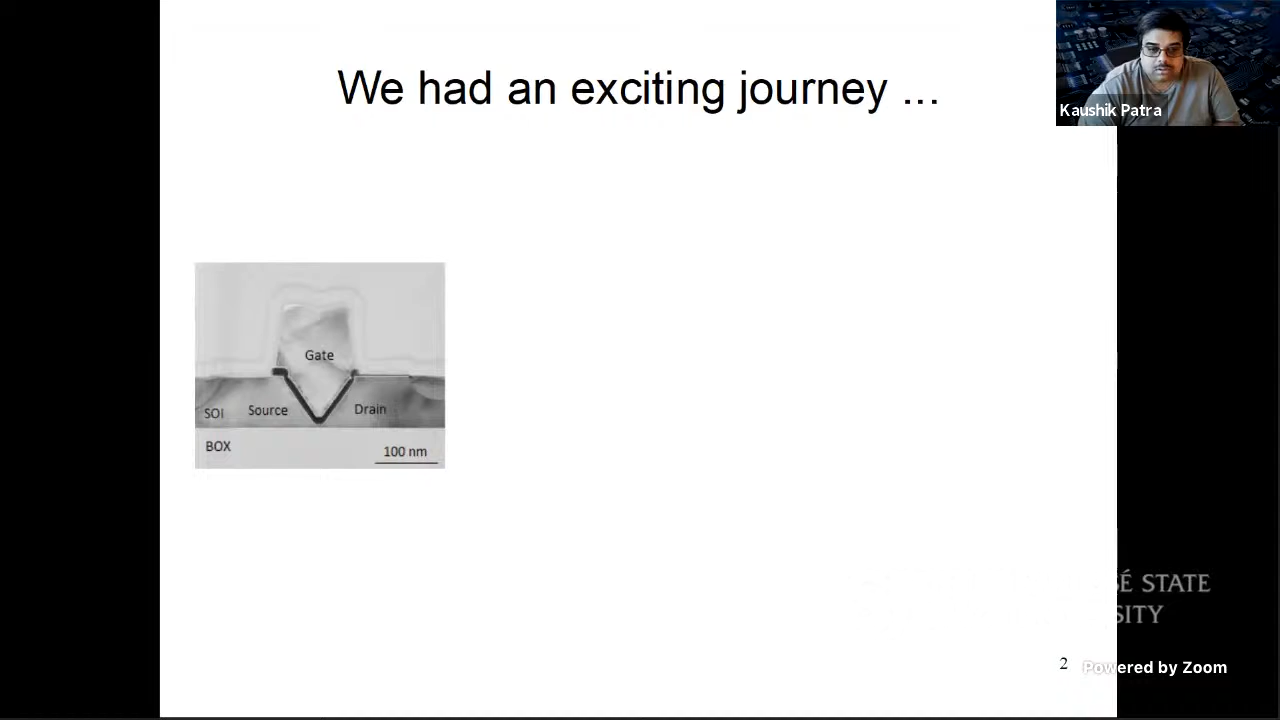 We had an exciting journey ...
Kaushik Patra
Gate
SOI Source Drain
BOX
100 nm
É STATE
SITY
2
Powered by Zoom